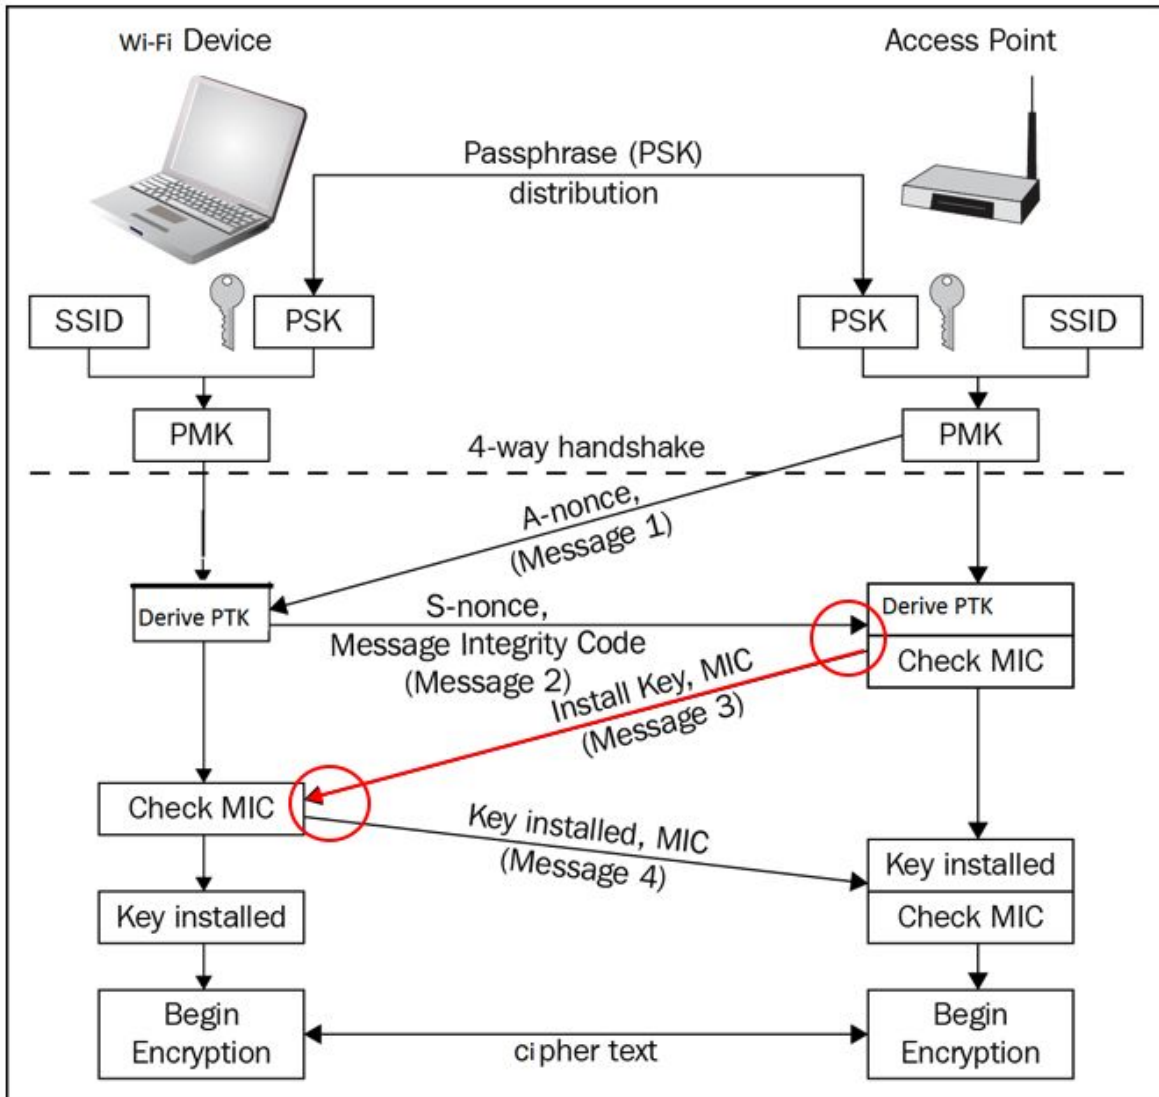 Wi-Fi Device
Access Point
Passphrase (PSK)
distribution
SSID
PSK
PSK
SSID
PMK
PMK
4-way handshake
A-nonce,
(Message 1)
Derive PTK
Derive PTK
S-nonce,
Message Integrity Code
(Message 2)
Check MIC
Install Key, MIC
(Message 3)
Check MIC
Key installed, MIC
(Message 4)
Key installed
Check MIC
Key installed
Begin
Encryption
cipher text
Begin
Encryption